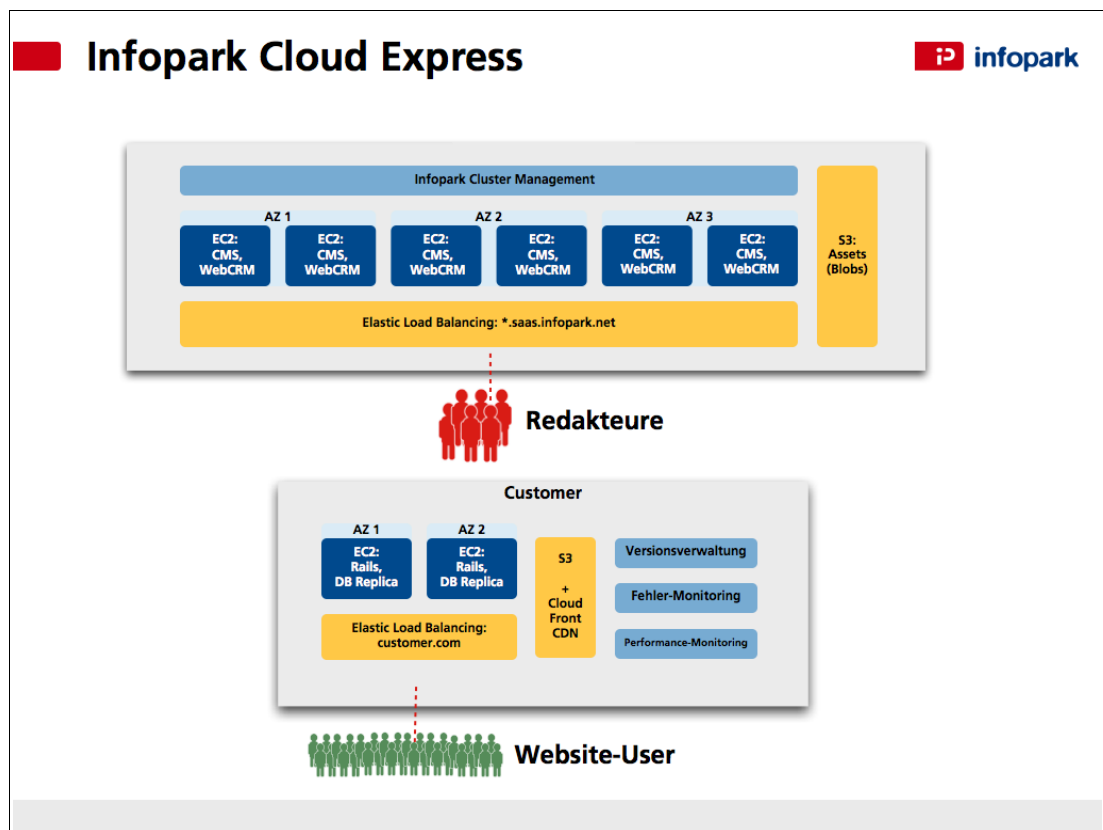 Infopark Cloud Express
iP infopark
Infopark Cluster Management
AZ 1
AZ 2
AZ 3
EC2:
CMS,
WebCRM
EC2:
CMS,
WebCRM
EC2:
CMS,
WebCRM
EC2:
CMS,
WebCRM
EC2:
CMS,
WebCRM
EC2:
CMS,
WebCRM
S3:
Assets
(Blobs)
Elastic Load Balancing: *.saas.infopark.net
Redakteure
Customer
AZ 1
AZ 2
EC2:
Rails,
DB Replica
EC2:
Rails,
DB Replica
Elastic Load Balancing:
customer.com
S3
+
Cloud
Front
CDN
Versionsverwaltung
Fehler-Monitoring
Performance-Monitoring
Website-User